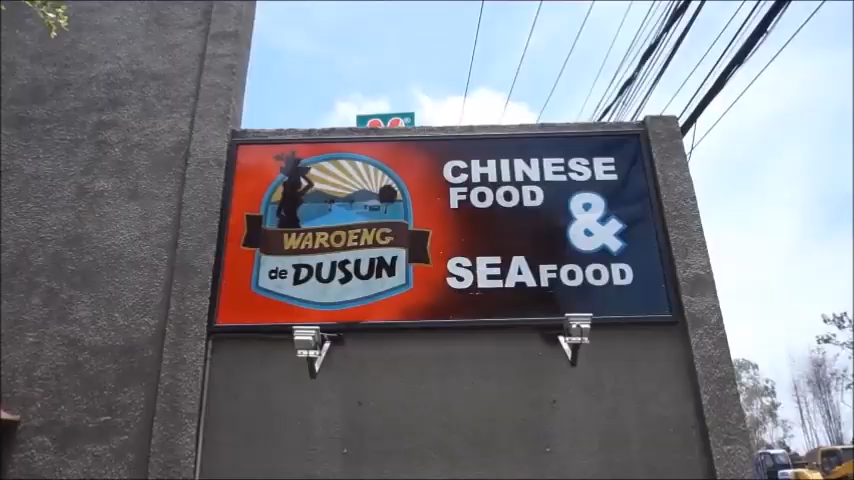 WAROENG
de DUSUN
CHINESE
FOOD
&
SEAFOOD